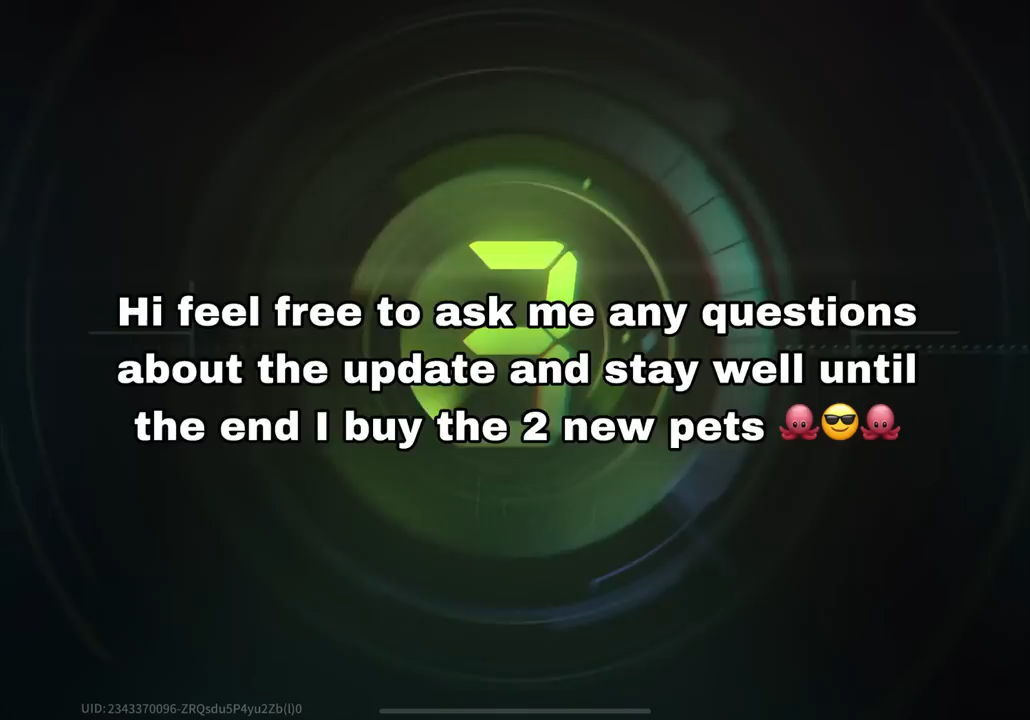 Hi feel free to ask me any questions
about the update and stay well until
the end I buy the 2 new pets 🐙😎🐙
UID: 2343370096-ZRQsdu5P4yu2Zb(l)0